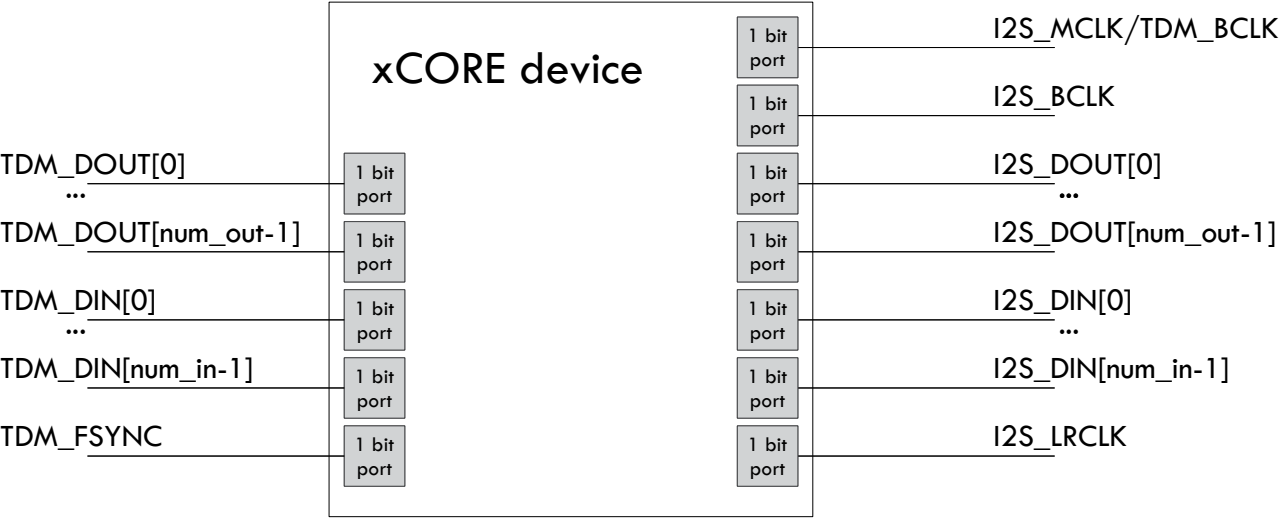 xCORE device
TDM_DOUT[0]
...
TDM_DOUT[num_out-1]
TDM_DIN[0]
...
TDM_DIN[num_in-1]
TDM_FSYNC
1 bit
port
1 bit
port
1 bit
port
1 bit
port
1 bit
port
1 bit
port
1 bit
port
1 bit
port
1 bit
port
1 bit
port
1 bit
port
1 bit
port
I2S_MCLK/TDM_BCLK
I2S_BCLK
I2S_DOUT[0]
...
I2S_DOUT[num_out-1]
I2S_DIN[0]
...
I2S_DIN[num_in-1]
I2S_LRCLK